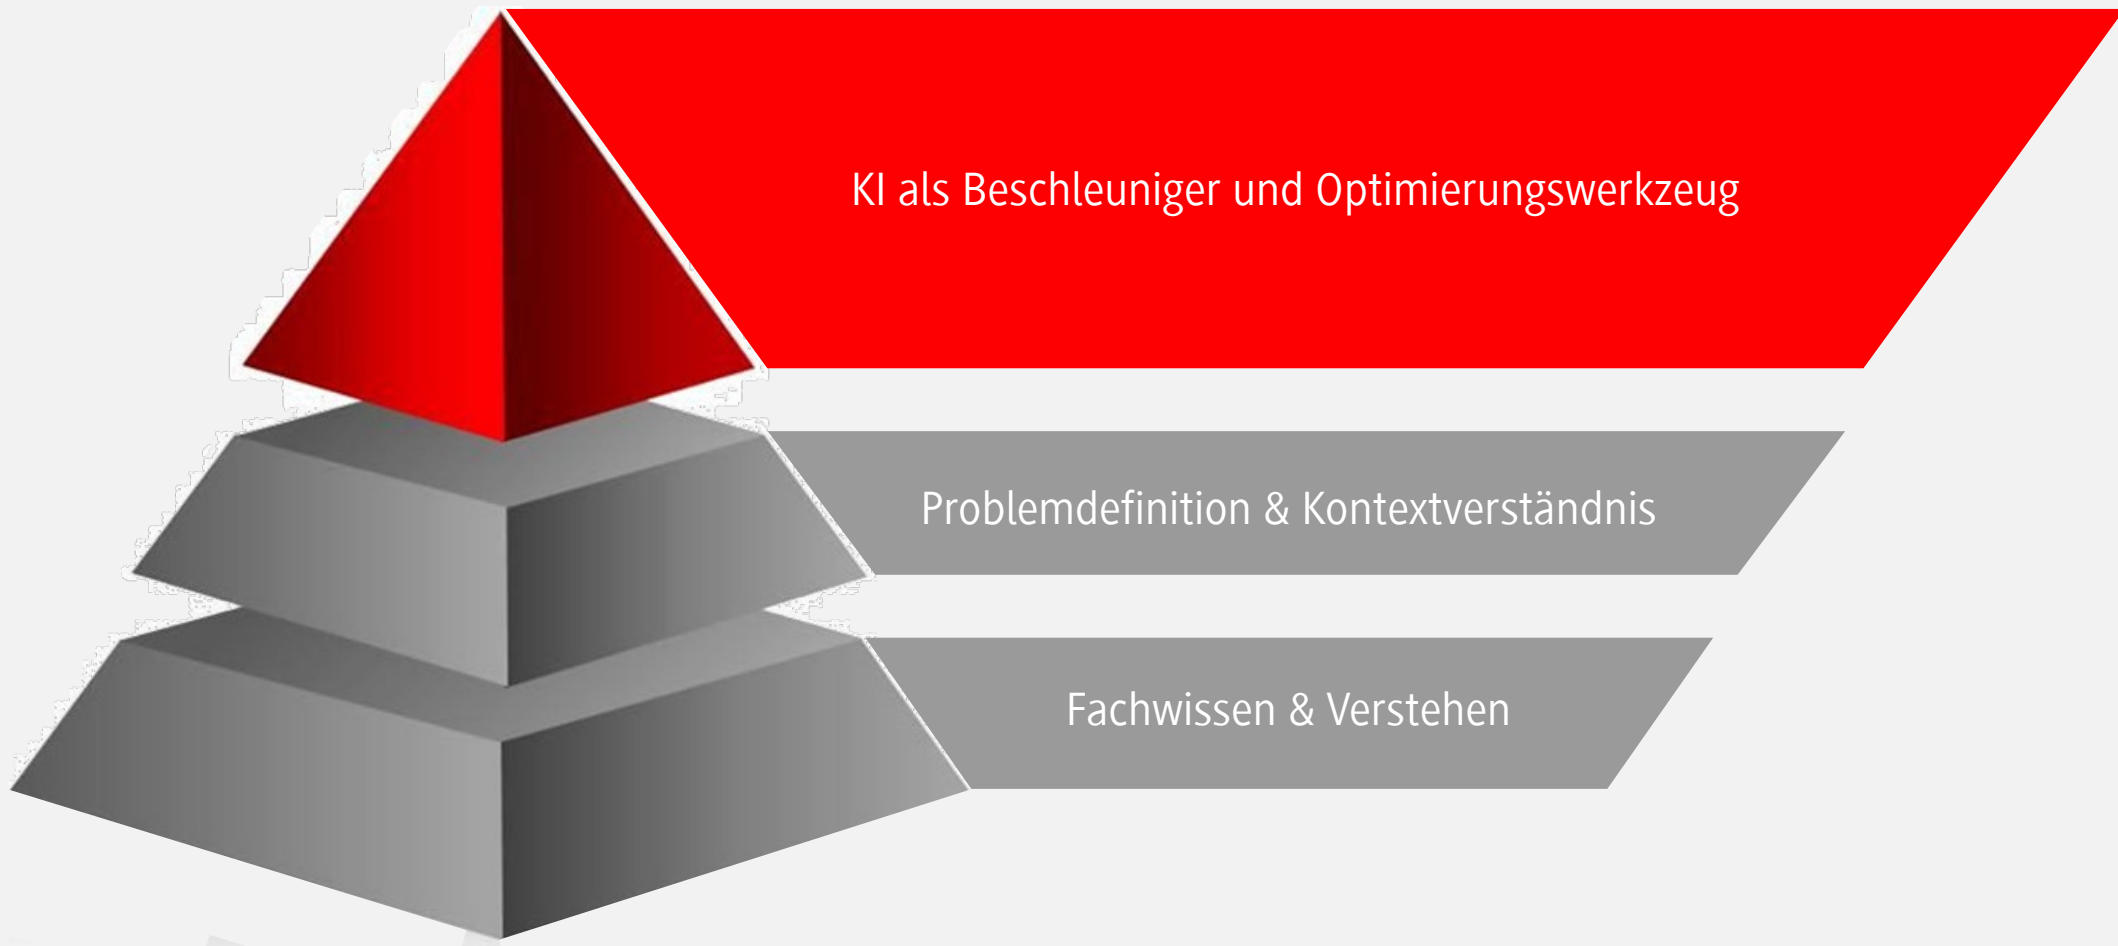 KI als Beschleuniger und Optimierungswerkzeug
Problemdefinition & Kontextverständnis
Fachwissen & Verstehen